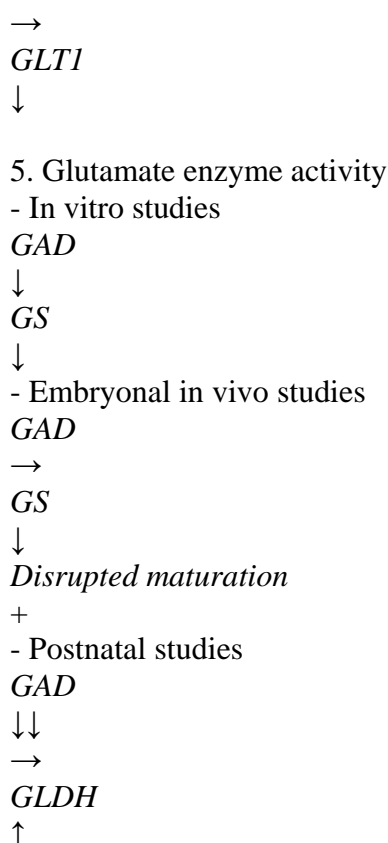 →
GLT1
↓
5. Glutamate enzyme activity
- In vitro studies
GAD
↓
GS
↓
- Embryonal in vivo studies
GAD
→
GS
↓
Disrupted maturation
+
- Postnatal studies
GAD
↓↓
→
GLDH
↑